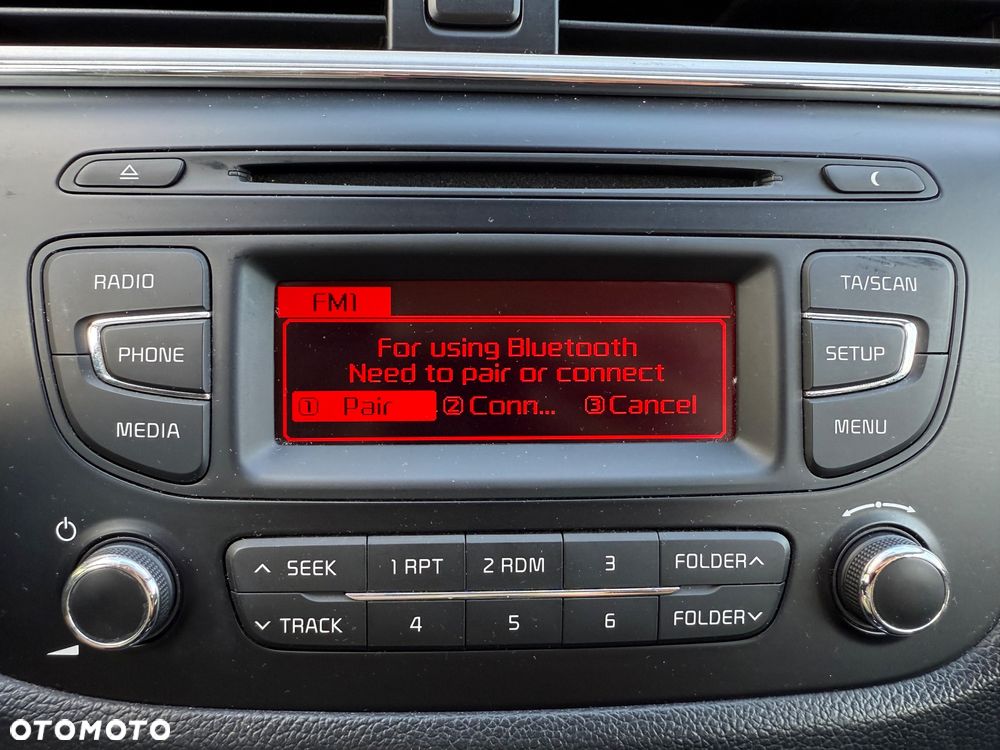 RADIO
PHONE
MEDIA
FM1
For using Bluetooth
Need to pair or connect
1 Pair 2 Conn... 3 Cancel
TA/SCAN
SETUP
MENU
SEEK 1 RPT 2 RDM 3 FOLDER
TRACK 4 5 6 FOLDER
OTOMOTO